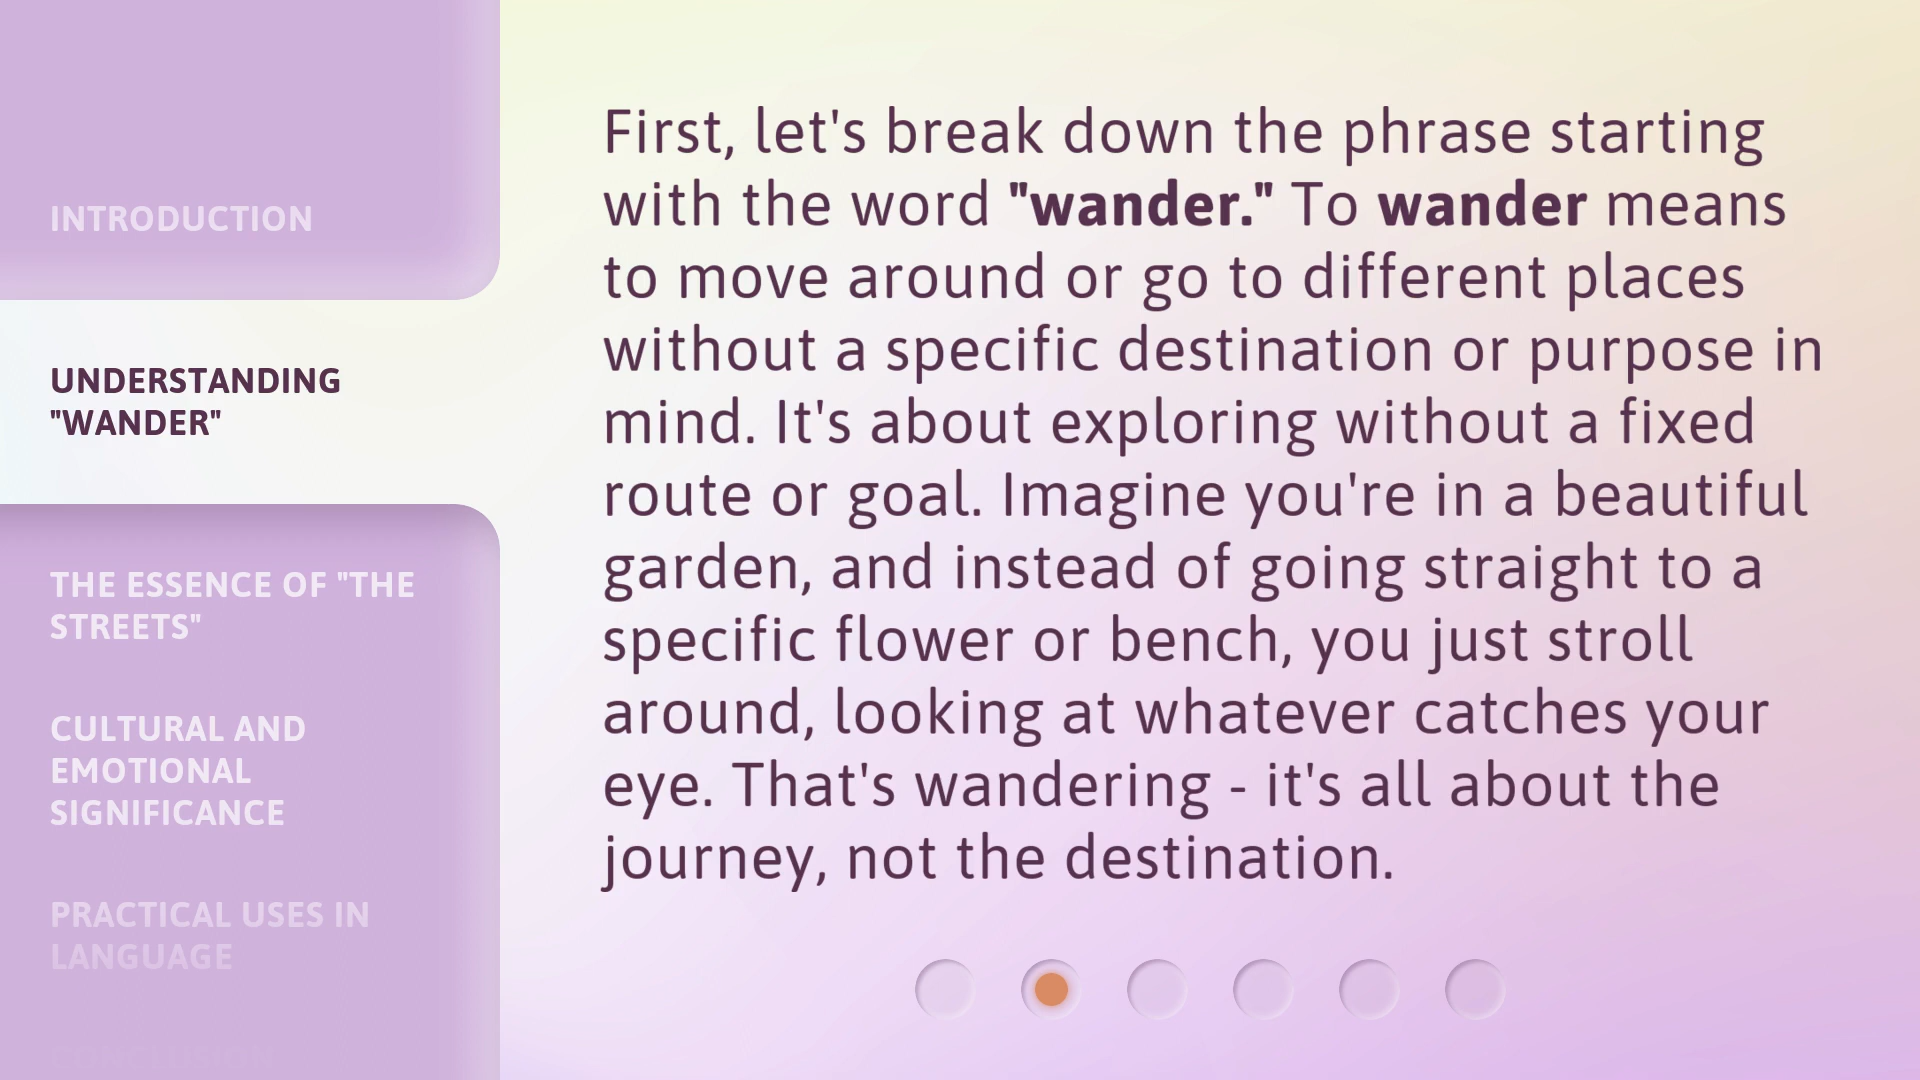 INTRODUCTION
UNDERSTANDING
"WANDER"
THE ESSENCE OF "THE
STREETS"
CULTURAL AND
EMOTIONAL
SIGNIFICANCE
PRACTICAL USES IN
LANGUAGE
CONCLUSION
First, let's break down the phrase starting
with the word "wander." To wander means
to move around or go to different places
without a specific destination or purpose in
mind. It's about exploring without a fixed
route or goal. Imagine you're in a beautiful
garden, and instead of going straight to a
specific flower or bench, you just stroll
around, looking at whatever catches your
eye. That's wandering - it's all about the
journey, not the destination.